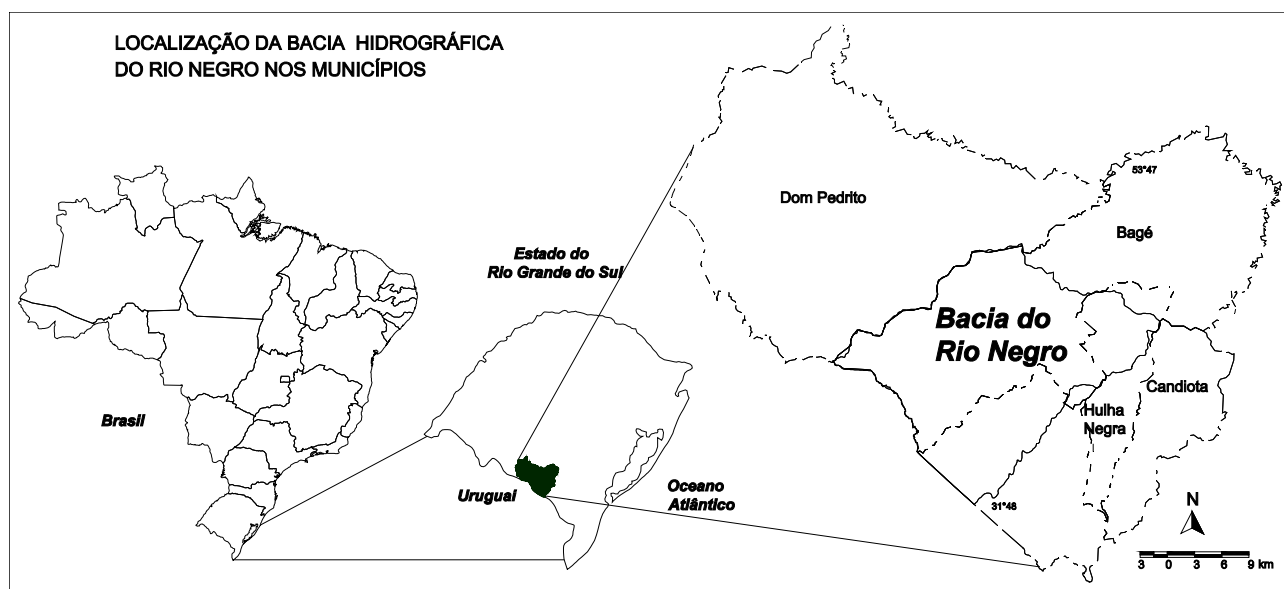 LOCALIZAÇÃO DA BACIA HIDROGRÁFICA
DO RIO NEGRO NOS MUNICÍPIOS
53°47
Dom Pedrito
Bagé
Estado do
Rio Grande do Sul
Bacia do
Rio Negro
Candiota
Brasil
Hulha
Negra
Uruguai
Oceano
Atlântico
31°48
N
3 0 3 6 9 km